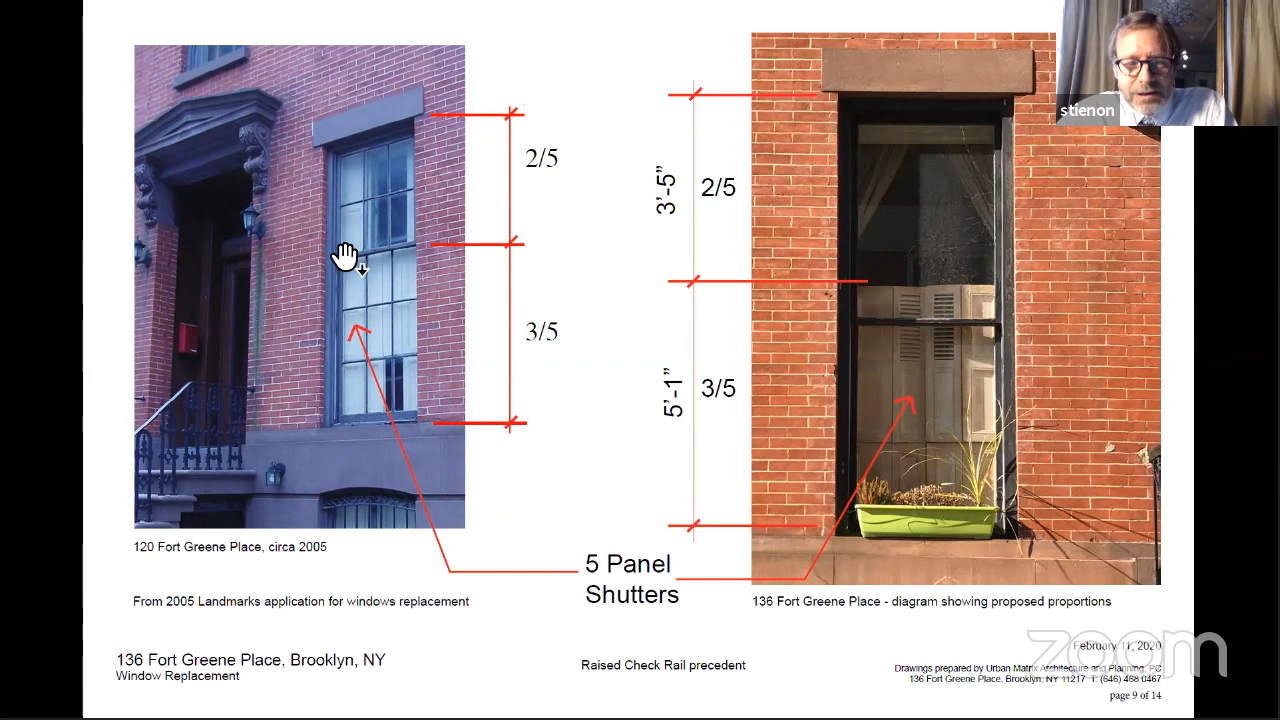 stienon
2/5
3/5
3'-5"
2/5
5'-1"
3/5
5 Panel
Shutters
120 Fort Greene Place, circa 2005
From 2005 Landmarks application for windows replacement
136 Fort Greene Place - diagram showing proposed proportions
136 Fort Greene Place, Brooklyn, NY
Window Replacement
Raised Check Rail precedent
February 11, 2020
Drawings prepared by Urban Matrix Architecture and Planning, PC
136 Fort Greene Place, Brooklyn, NY 11217 T: (646) 468 0467
page 9 of 14
zoom